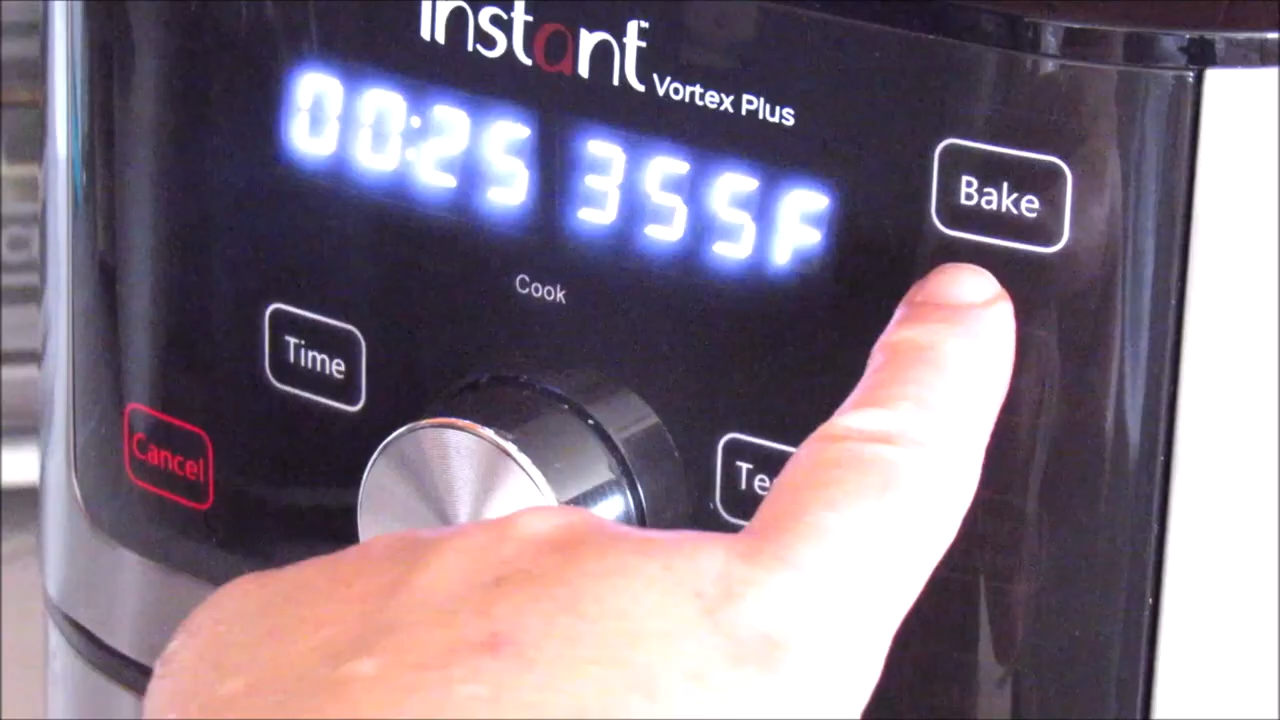 instant Vortex Plus
00:25 355F
Bake
Cook
Time
Cancel